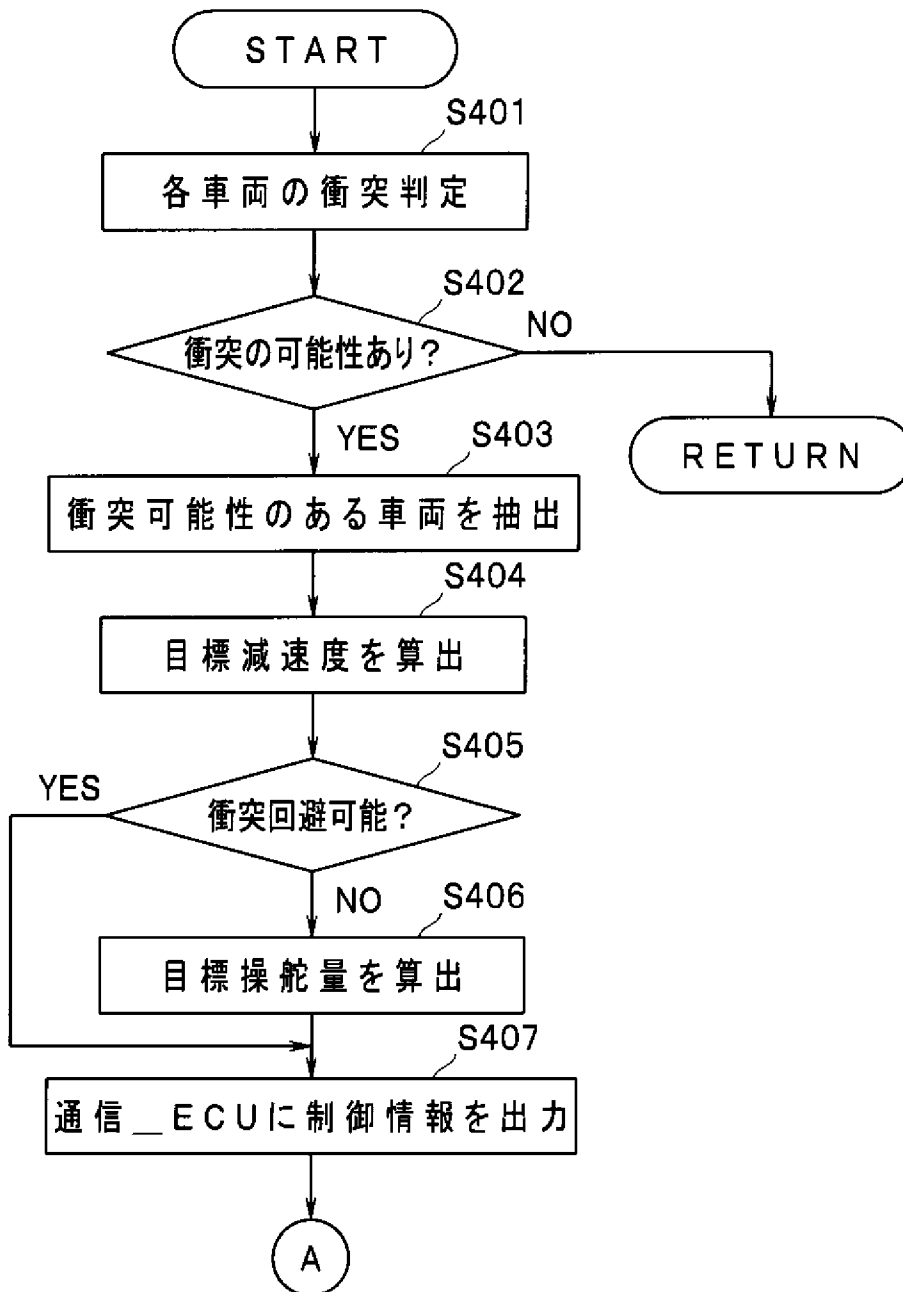 START
S401
各車両の衝突判定
S402
衝突の可能性あり?
NO
YES
RETURN
S403
衝突可能性のある車両を抽出
S404
目標減速度を算出
S405
YES
衝突回避可能?
NO
S406
目標操舵量を算出
S407
通信_ECUに制御情報を出力
A